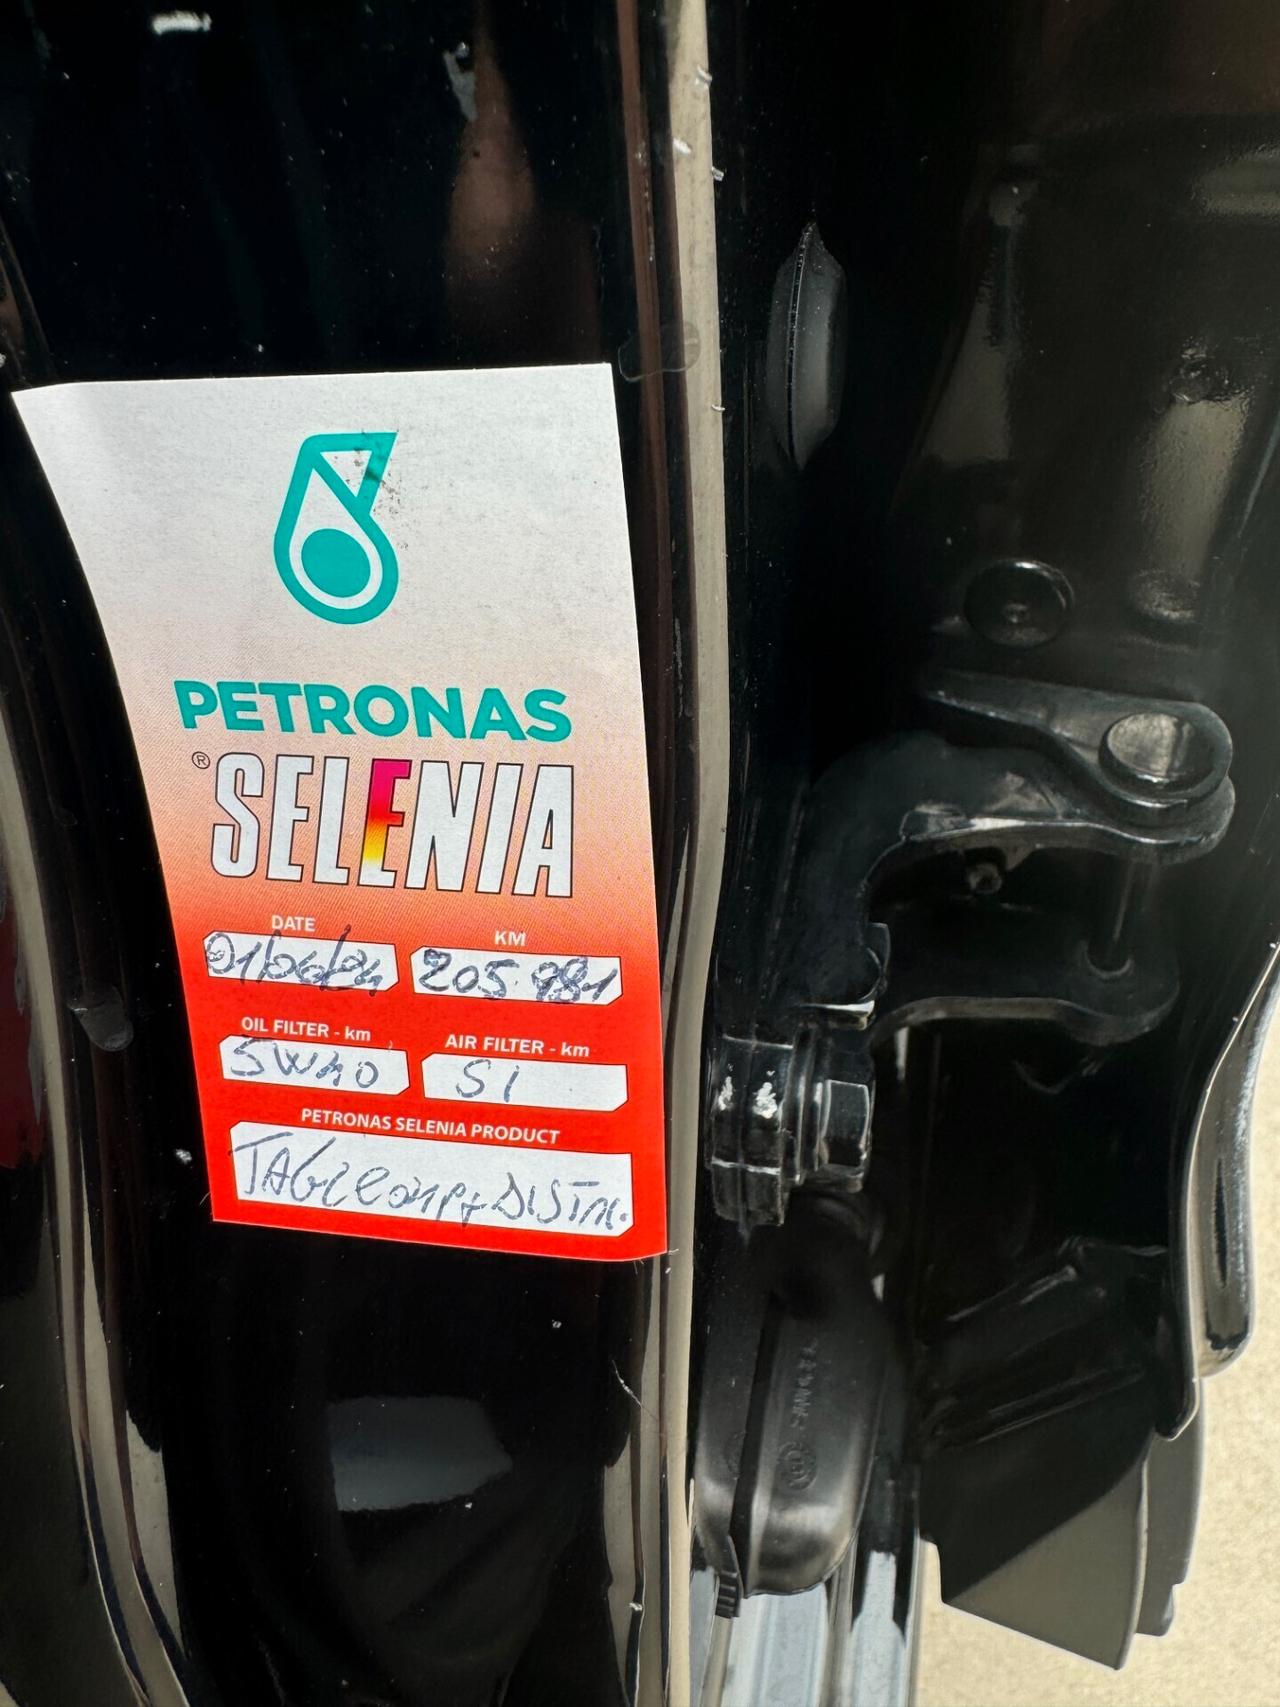 PETRONAS
® SELENIA
DATE KM
01/06/24 205.981
OIL FILTER - km AIR FILTER - km
5W40 SI
PETRONAS SELENIA PRODUCT
DISTR.